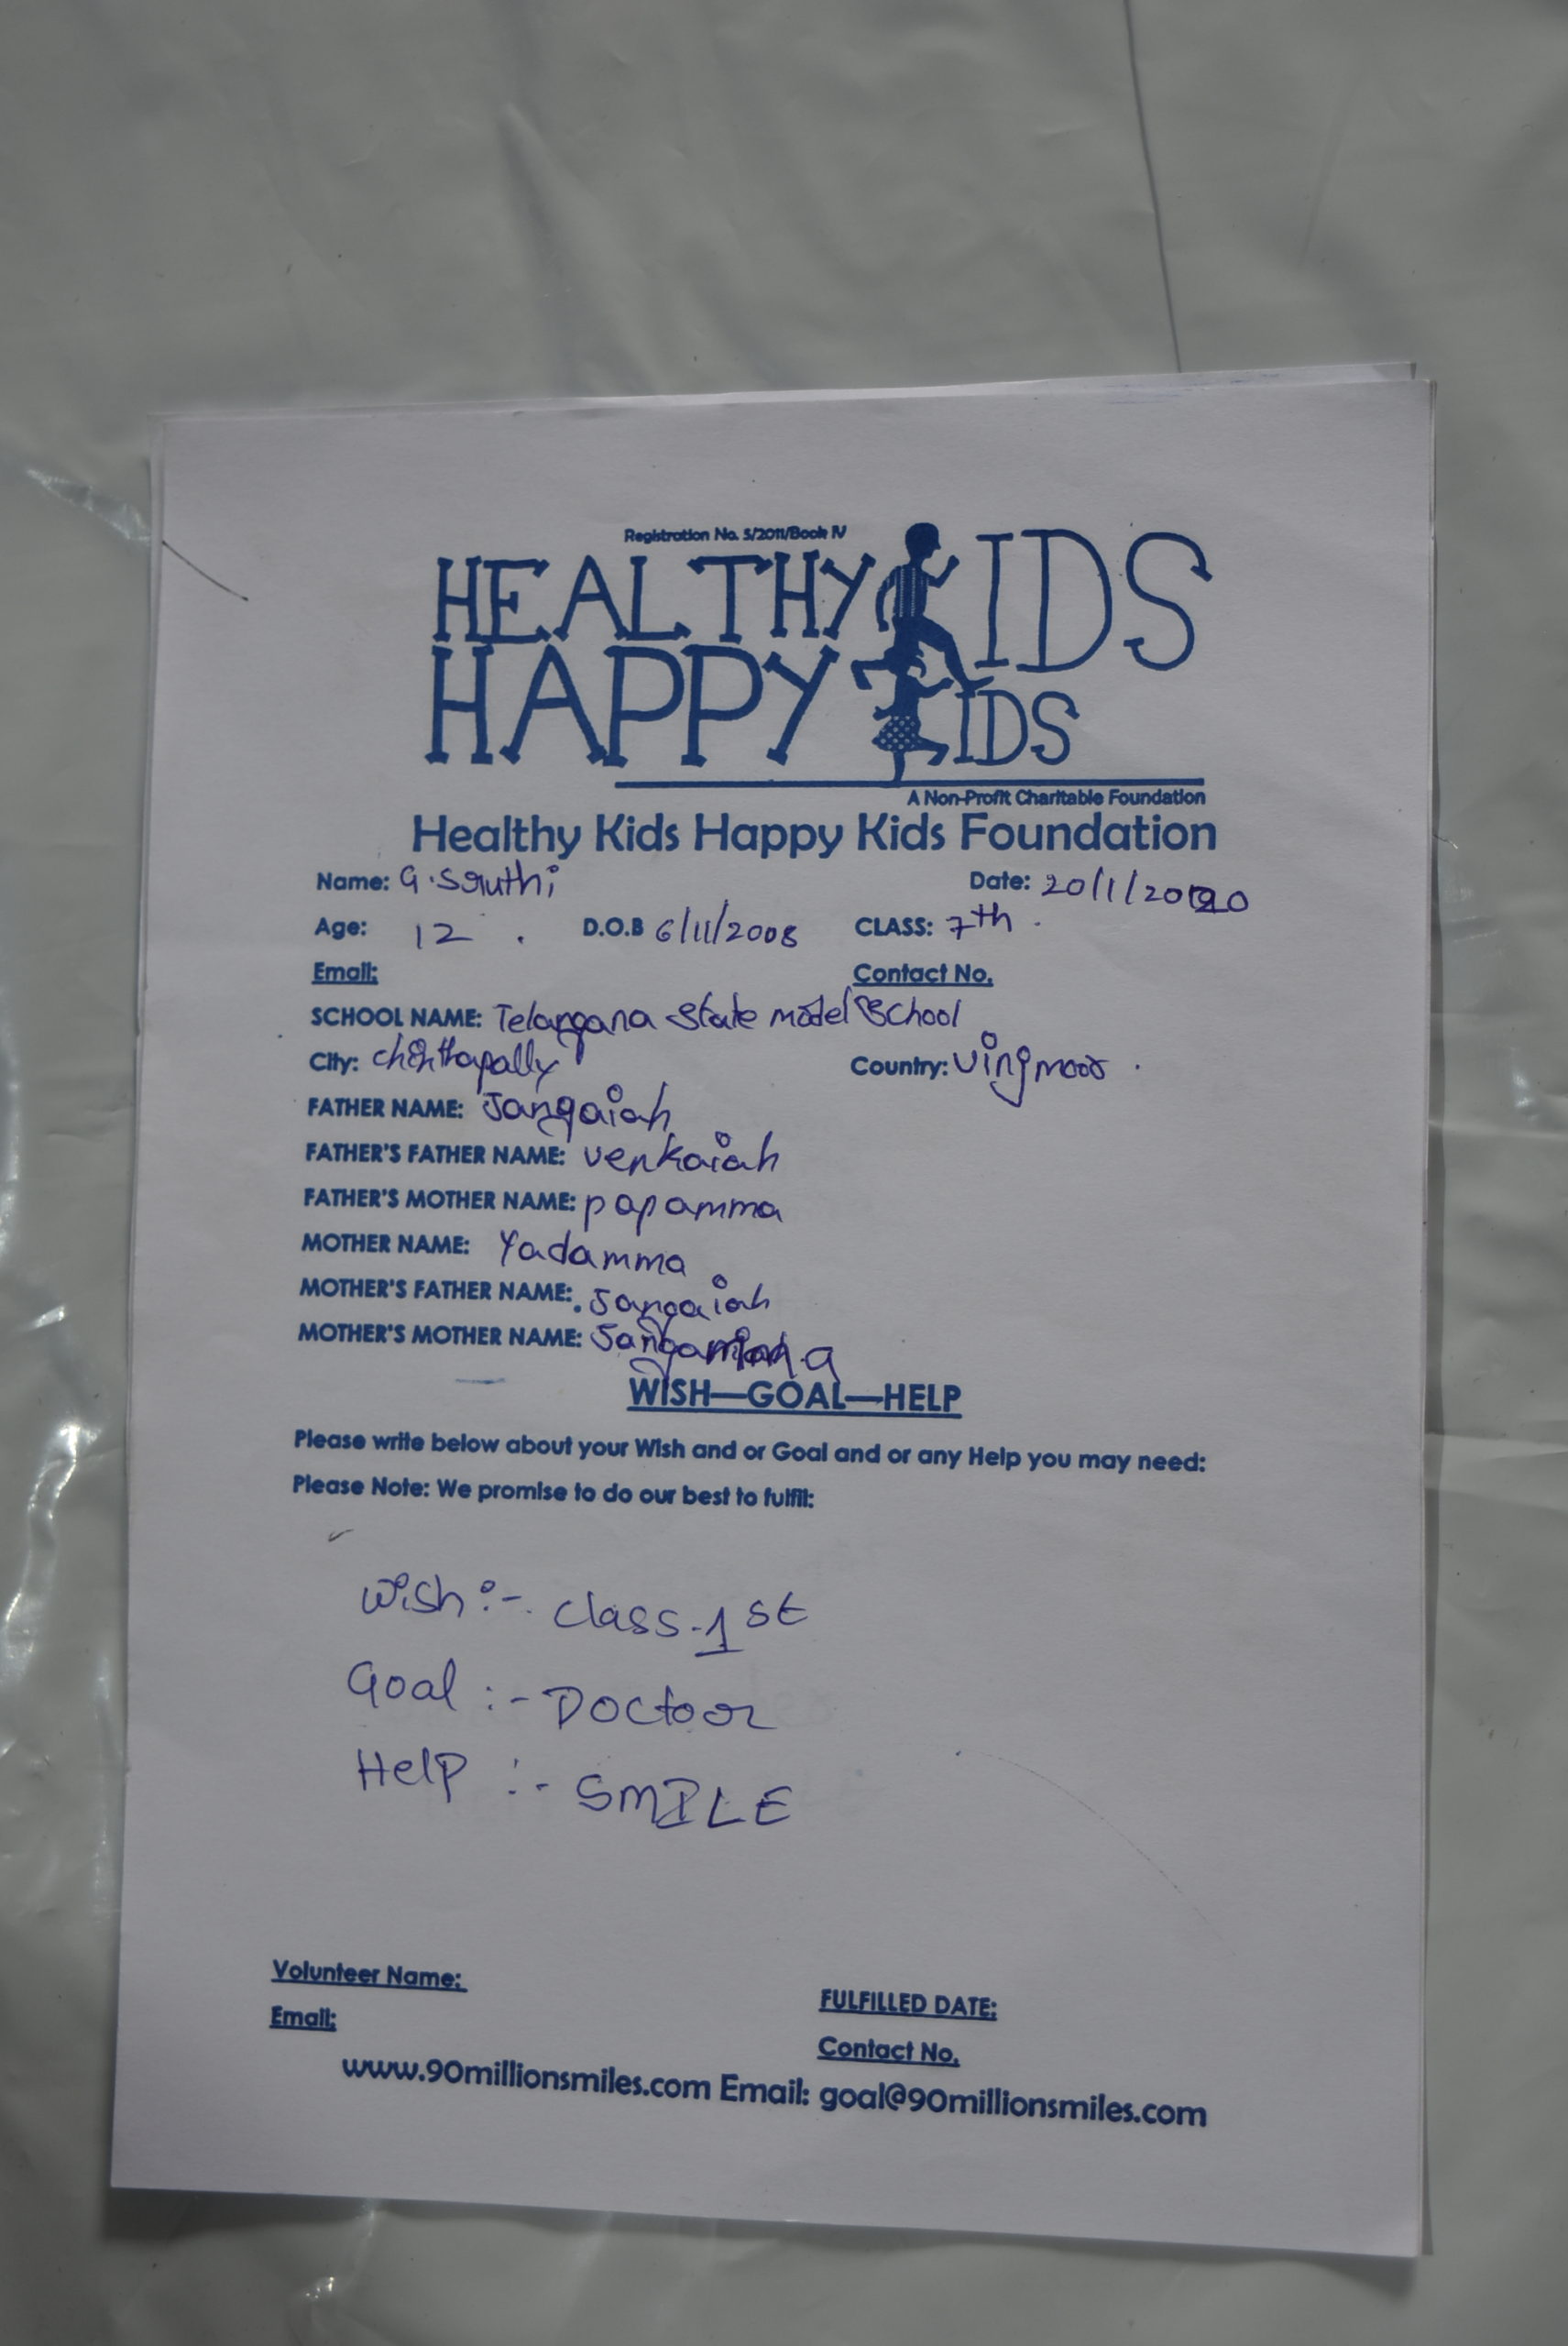 Registration No. 5/2011/Book IV
HEALTHY KIDS
HAPPY KIDS
A Non-Profit Charitable Foundation
Healthy Kids Happy Kids Foundation
Name: G.Sruthi Date: 20/1/2020
Age: 12 . D.O.B 6/11/2008 CLASS: 7th .
Email: Contact No.
SCHOOL NAME: Telangana State model School
City: chinthapally Country: vingmoor .
FATHER NAME: Jangaiah
FATHER'S FATHER NAME: venkaiah
FATHER'S MOTHER NAME: papamma
MOTHER NAME: Yadamma
MOTHER'S FATHER NAME: Jangaiah
MOTHER'S MOTHER NAME:
WISH—GOAL—HELP
Please write below about your Wish and or Goal and or any Help you may need:
Please Note: We promise to do our best to fulfil:
Wish :- class-1st
Goal :- Doctoor
Help :- SMILE
Volunteer Name: FULFILLED DATE:
Email: Contact No.
www.90millionsmiles.com Email: goal@90millionsmiles.com